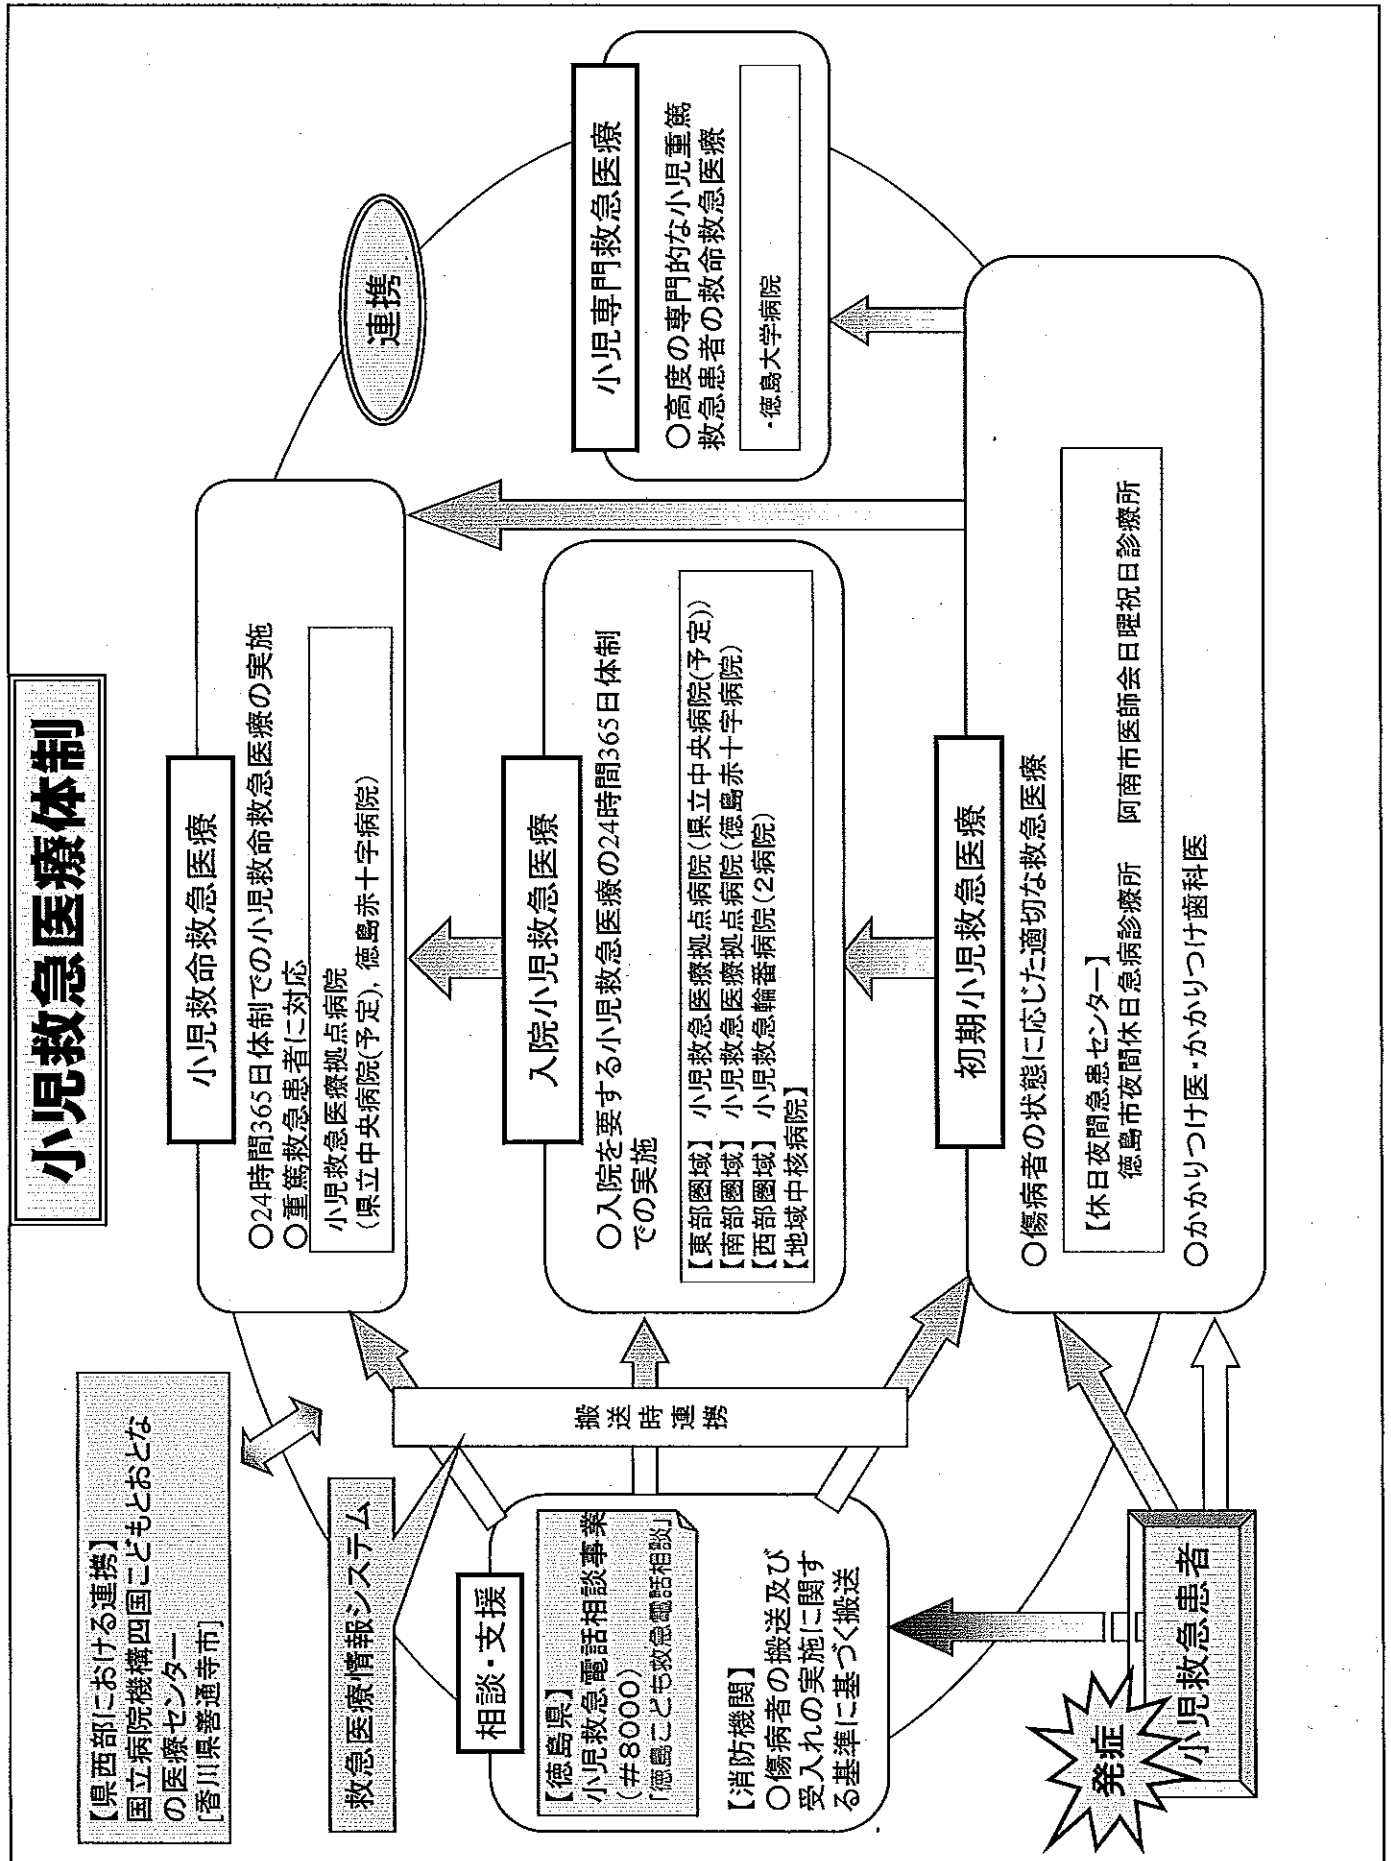 小児救急医療体制
【県西部における連携】
国立病院機構四国こどもとおとな
の医療センター
[香川県善通寺市]
小児救命救急医療
○24時間365日体制での小児救命救急医療の実施
○重篤救急患者に対応
小児救急医療拠点病院
(県立中央病院(予定),徳島赤十字病院)
連携
救急医療情報システム
搬送時連携
相談・支援
【徳島県】
小児救急電話相談事業
(#8000)
「徳島こども救急電話相談」
【消防機関】
○傷病者の搬送及び
受入れの実施に関す
る基準に基づく搬送
入院小児救急医療
○入院を要する小児救急医療の24時間365日体制
での実施
【東部圏域】 小児救急医療拠点病院(県立中央病院(予定))
【南部圏域】 小児救急医療拠点病院(徳島赤十字病院)
【西部圏域】 小児救急輪番病院(2病院)
【地域中核病院】
小児専門救急医療
○高度の専門的な小児重篤
救急患者の救命救急医療
・徳島大学病院
初期小児救急医療
○傷病者の状態に応じた適切な救急医療
【休日夜間急患センター】
徳島市夜間休日急病診療所 阿南市医師会日曜祝日診療所
○かかりつけ医・かかりつけ歯科医
発症
小児救急患者